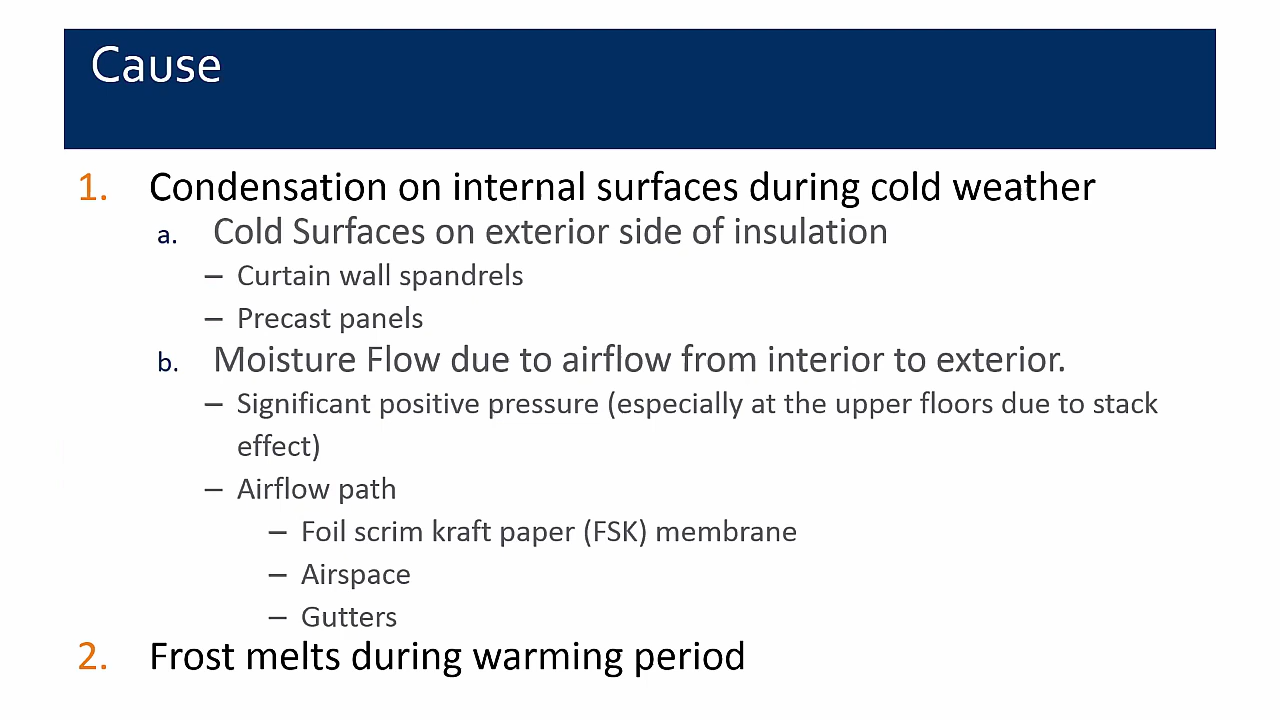 Cause
1. Condensation on internal surfaces during cold weather
a. Cold Surfaces on exterior side of insulation
– Curtain wall spandrels
– Precast panels
b. Moisture Flow due to airflow from interior to exterior.
– Significant positive pressure (especially at the upper floors due to stack
effect)
– Airflow path
– Foil scrim kraft paper (FSK) membrane
– Airspace
– Gutters
2. Frost melts during warming period